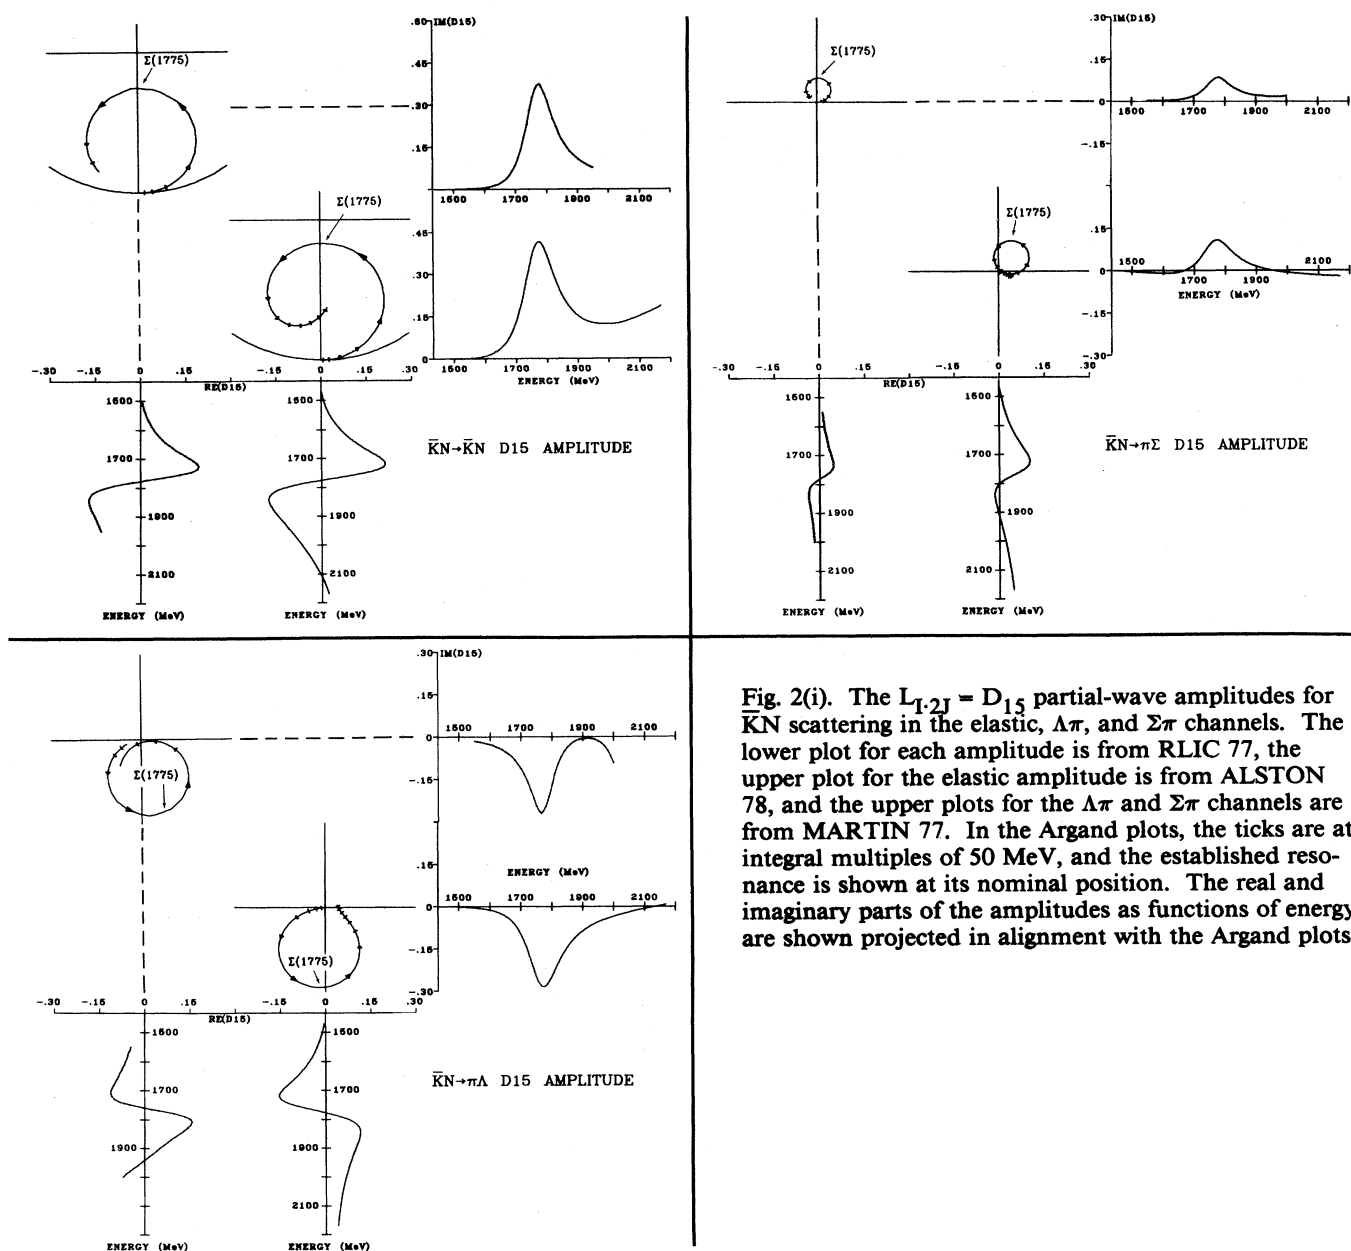 Σ(1775)
.60 IM(D15)
.45
.30
.15
0
1500 1700 1900 2100
Σ(1775)
.45
.30
.15
0
1500 1700 1900 2100
ENERGY (MeV)
-.30 -.15 0 .15 -.15 0 .15 .30
RE(D15)
1500
1700
1900
2100
ENERGY (MeV)
1500
1700
1900
2100
ENERGY (MeV)
K̄N→K̄N D15 AMPLITUDE
Σ(1775)
.30 IM(D15)
.15
0
-.15
1500 1700 1900 2100
Σ(1775)
.15
0
-.15
-.30
1500 1700 1900 2100
ENERGY (MeV)
-.30 -.15 0 .15 -.15 0 .15 .30
RE(D15)
1500
1700
1900
2100
ENERGY (MeV)
1500
1700
1900
2100
ENERGY (MeV)
K̄N→πΣ D15 AMPLITUDE
Σ(1775)
.30 IM(D15)
.15
0
-.15
1500 1700 1900 2100
ENERGY (MeV)
Σ(1775)
.15
0
-.15
-.30
1500 1700 1900 2100
-.30 -.15 0 .15 -.15 0 .15 .30
RE(D15)
1500
1700
1900
ENERGY (MeV)
1500
1700
1900
2100
ENERGY (MeV)
K̄N→πΛ D15 AMPLITUDE
Fig. 2(i). The L_I·2J = D₁₅ partial-wave amplitudes for
K̄N scattering in the elastic, Λπ, and Σπ channels. The
lower plot for each amplitude is from RLIC 77, the
upper plot for the elastic amplitude is from ALSTON
78, and the upper plots for the Λπ and Σπ channels are
from MARTIN 77. In the Argand plots, the ticks are at
integral multiples of 50 MeV, and the established reso-
nance is shown at its nominal position. The real and
imaginary parts of the amplitudes as functions of energy
are shown projected in alignment with the Argand plots